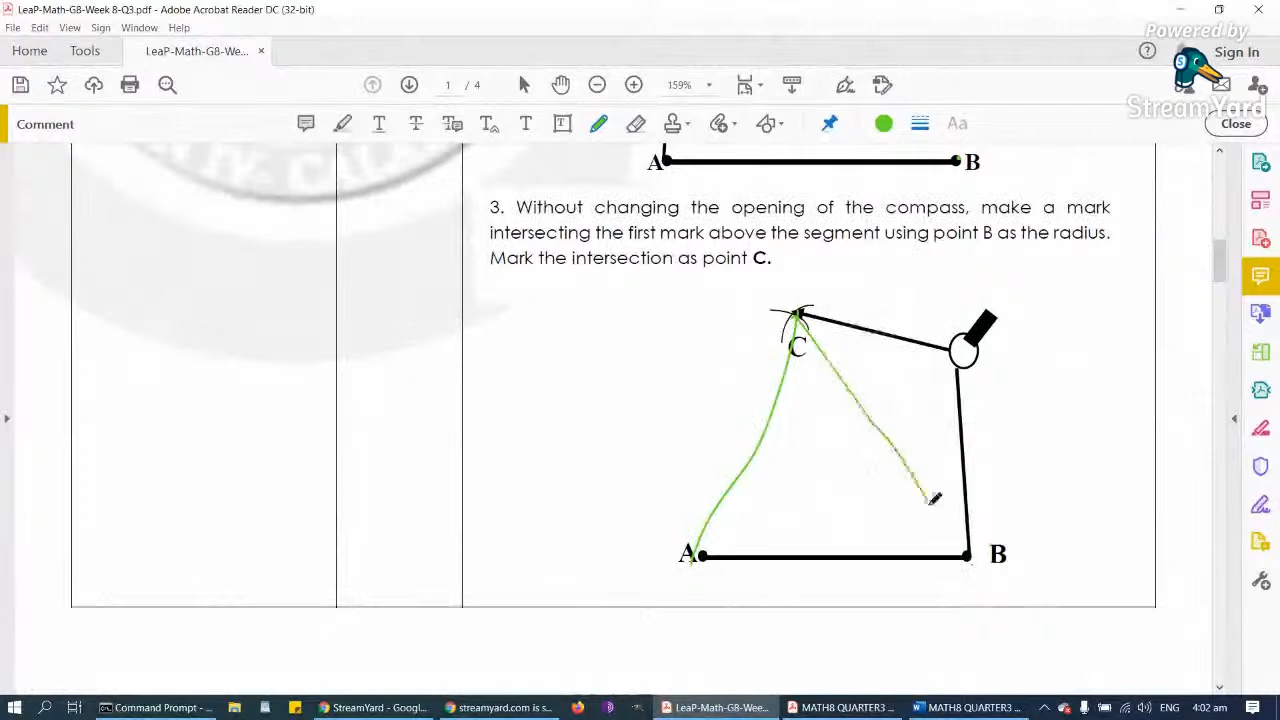 LeaP-Math-G8-Week 8-Q3.pdf - Adobe Acrobat Reader DC (32-bit)
File Edit View Sign Window Help
Powered by
Home Tools LeaP-Math-G8-Wee... × Sign In
1 / 4 159%
StreamYard
Comment Aa Close
A B
3. Without changing the opening of the compass, make a mark
intersecting the first mark above the segment using point B as the radius.
Mark the intersection as point C.
C
A B
Command Prompt - ... StreamYard - Googl... streamyard.com is s... LeaP-Math-G8-Wee... MATH8 QUARTER3 ... MATH8 QUARTER3 ... 4:02 am